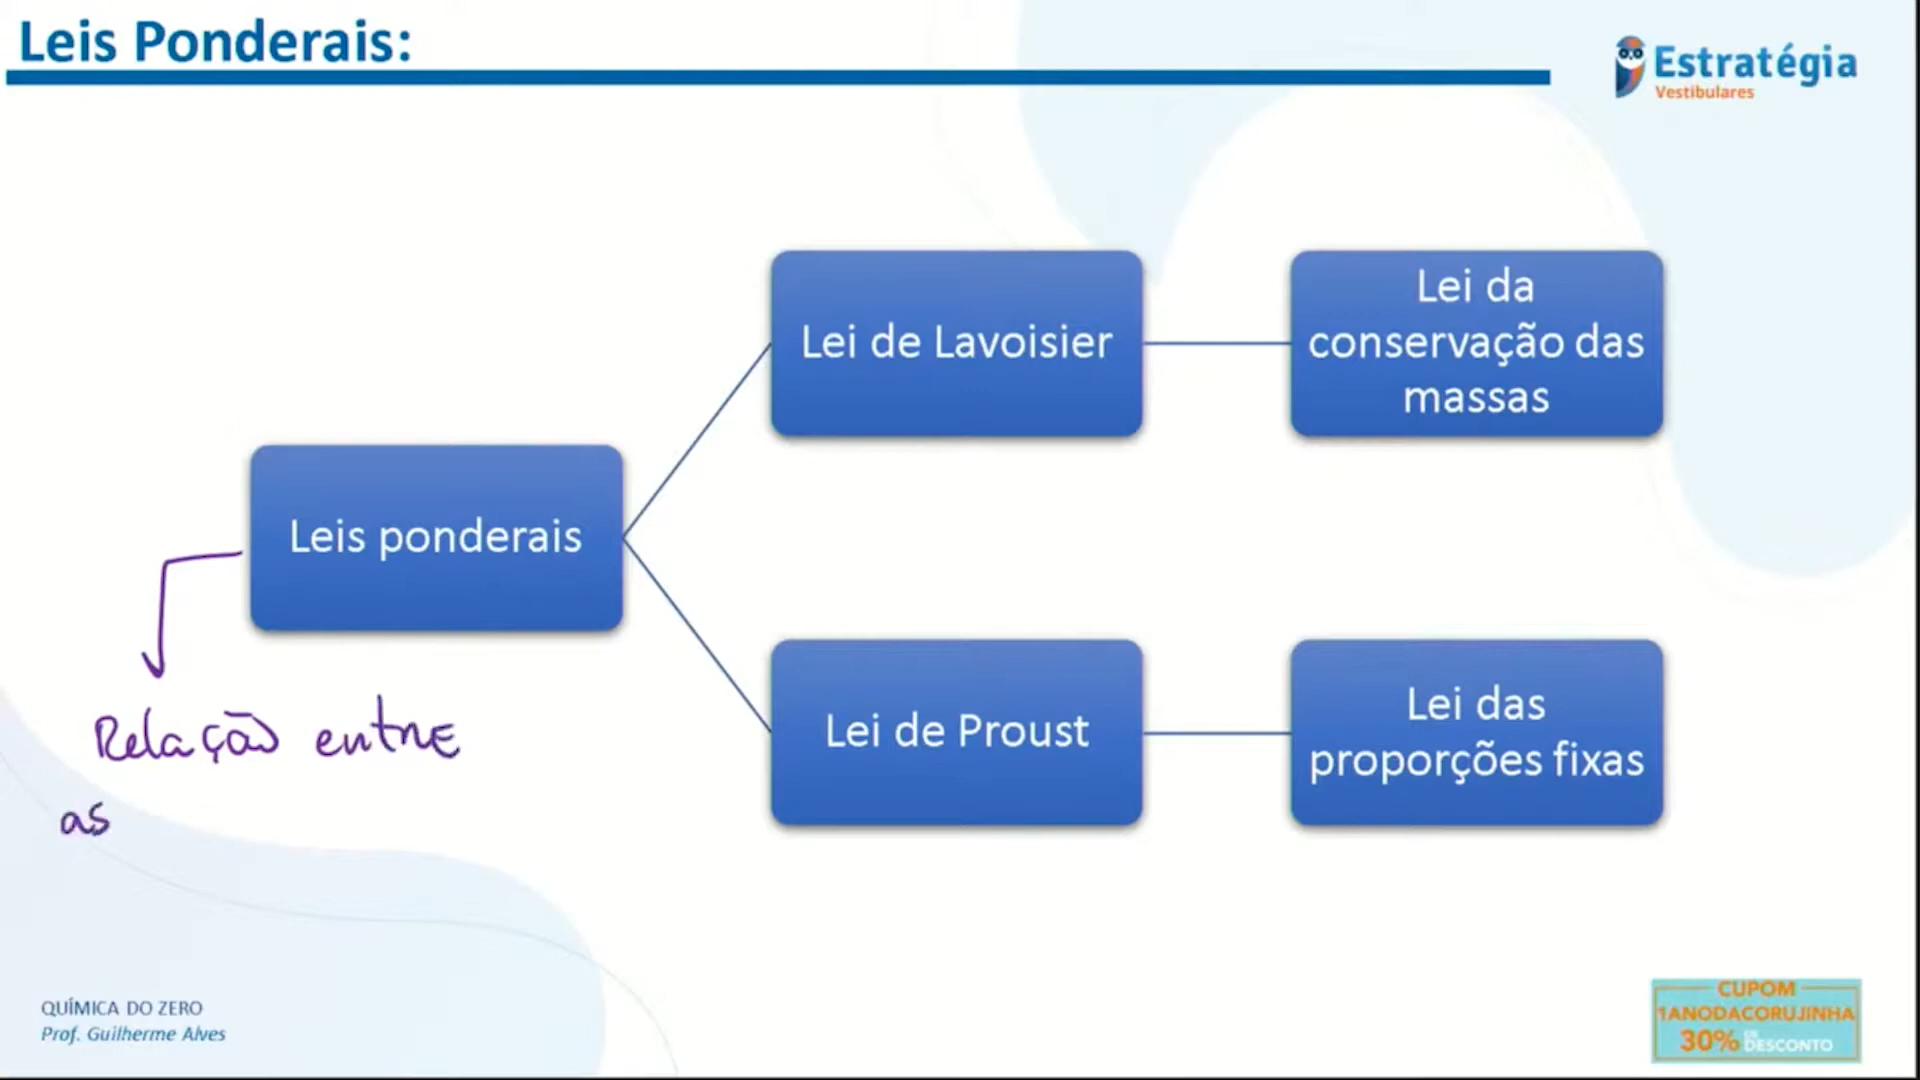 Leis Ponderais:
Estratégia
Vestibulares
Lei de Lavoisier
Lei da
conservação das
massas
Leis ponderais
Lei de Proust
Lei das
proporções fixas
Relação entre
as
QUÍMICA DO ZERO
Prof. Guilherme Alves
CUPOM
1ANODACORUJINHA
30% DE DESCONTO